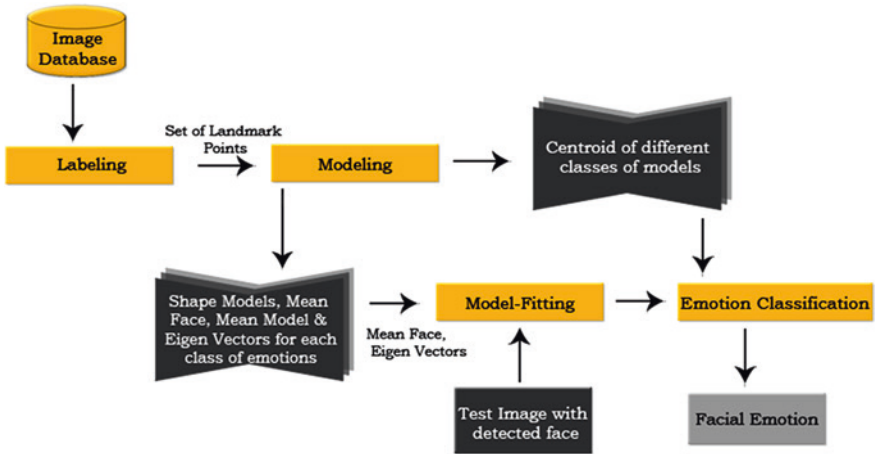 Image
Database
Set of Landmark
Points
Labeling
Modeling
Centroid of different
classes of models
Shape Models, Mean
Face, Mean Model &
Eigen Vectors for each
class of emotions
Mean Face,
Eigen Vectors
Model-Fitting
Emotion Classification
Test Image with
detected face
Facial Emotion